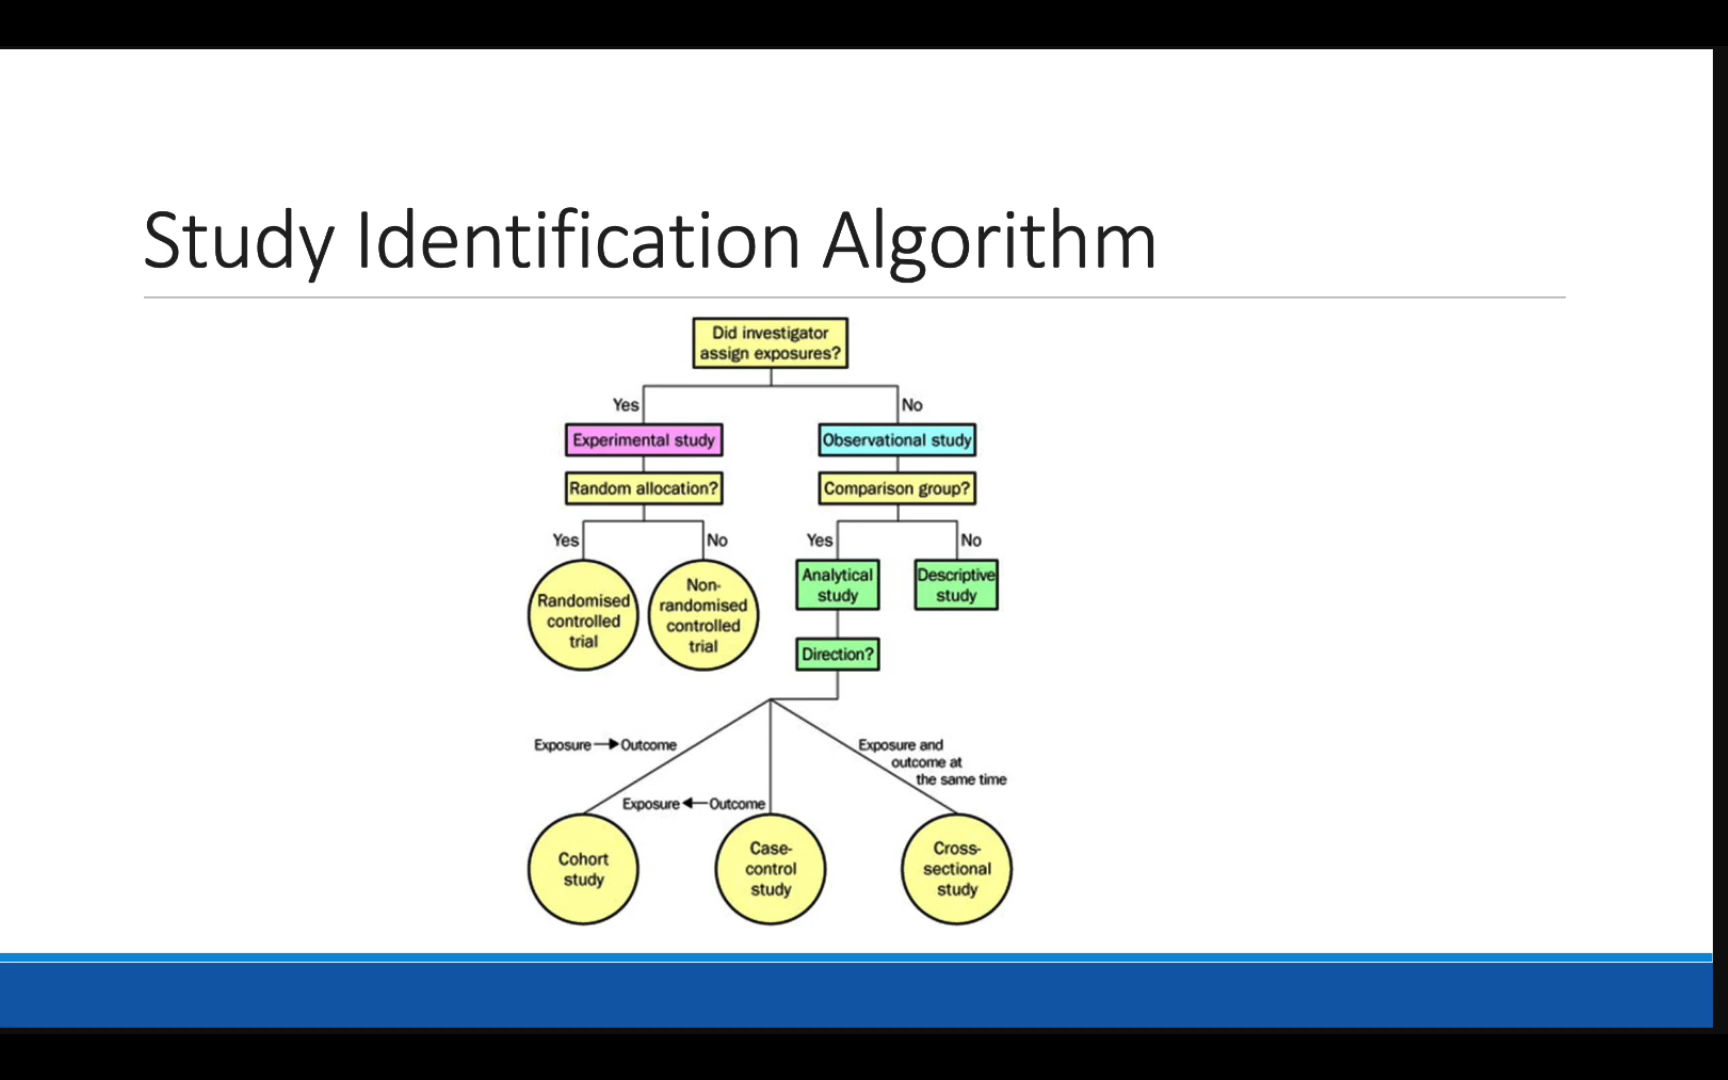 Study Identification Algorithm
Did investigator
assign exposures?
Yes
No
Experimental study
Observational study
Random allocation?
Comparison group?
Yes
No
Yes
No
Randomised
controlled
trial
Non-
randomised
controlled
trial
Analytical
study
Descriptive
study
Direction?
Exposure → Outcome
Exposure ← Outcome
Exposure and
outcome at
the same time
Cohort
study
Case-
control
study
Cross-
sectional
study